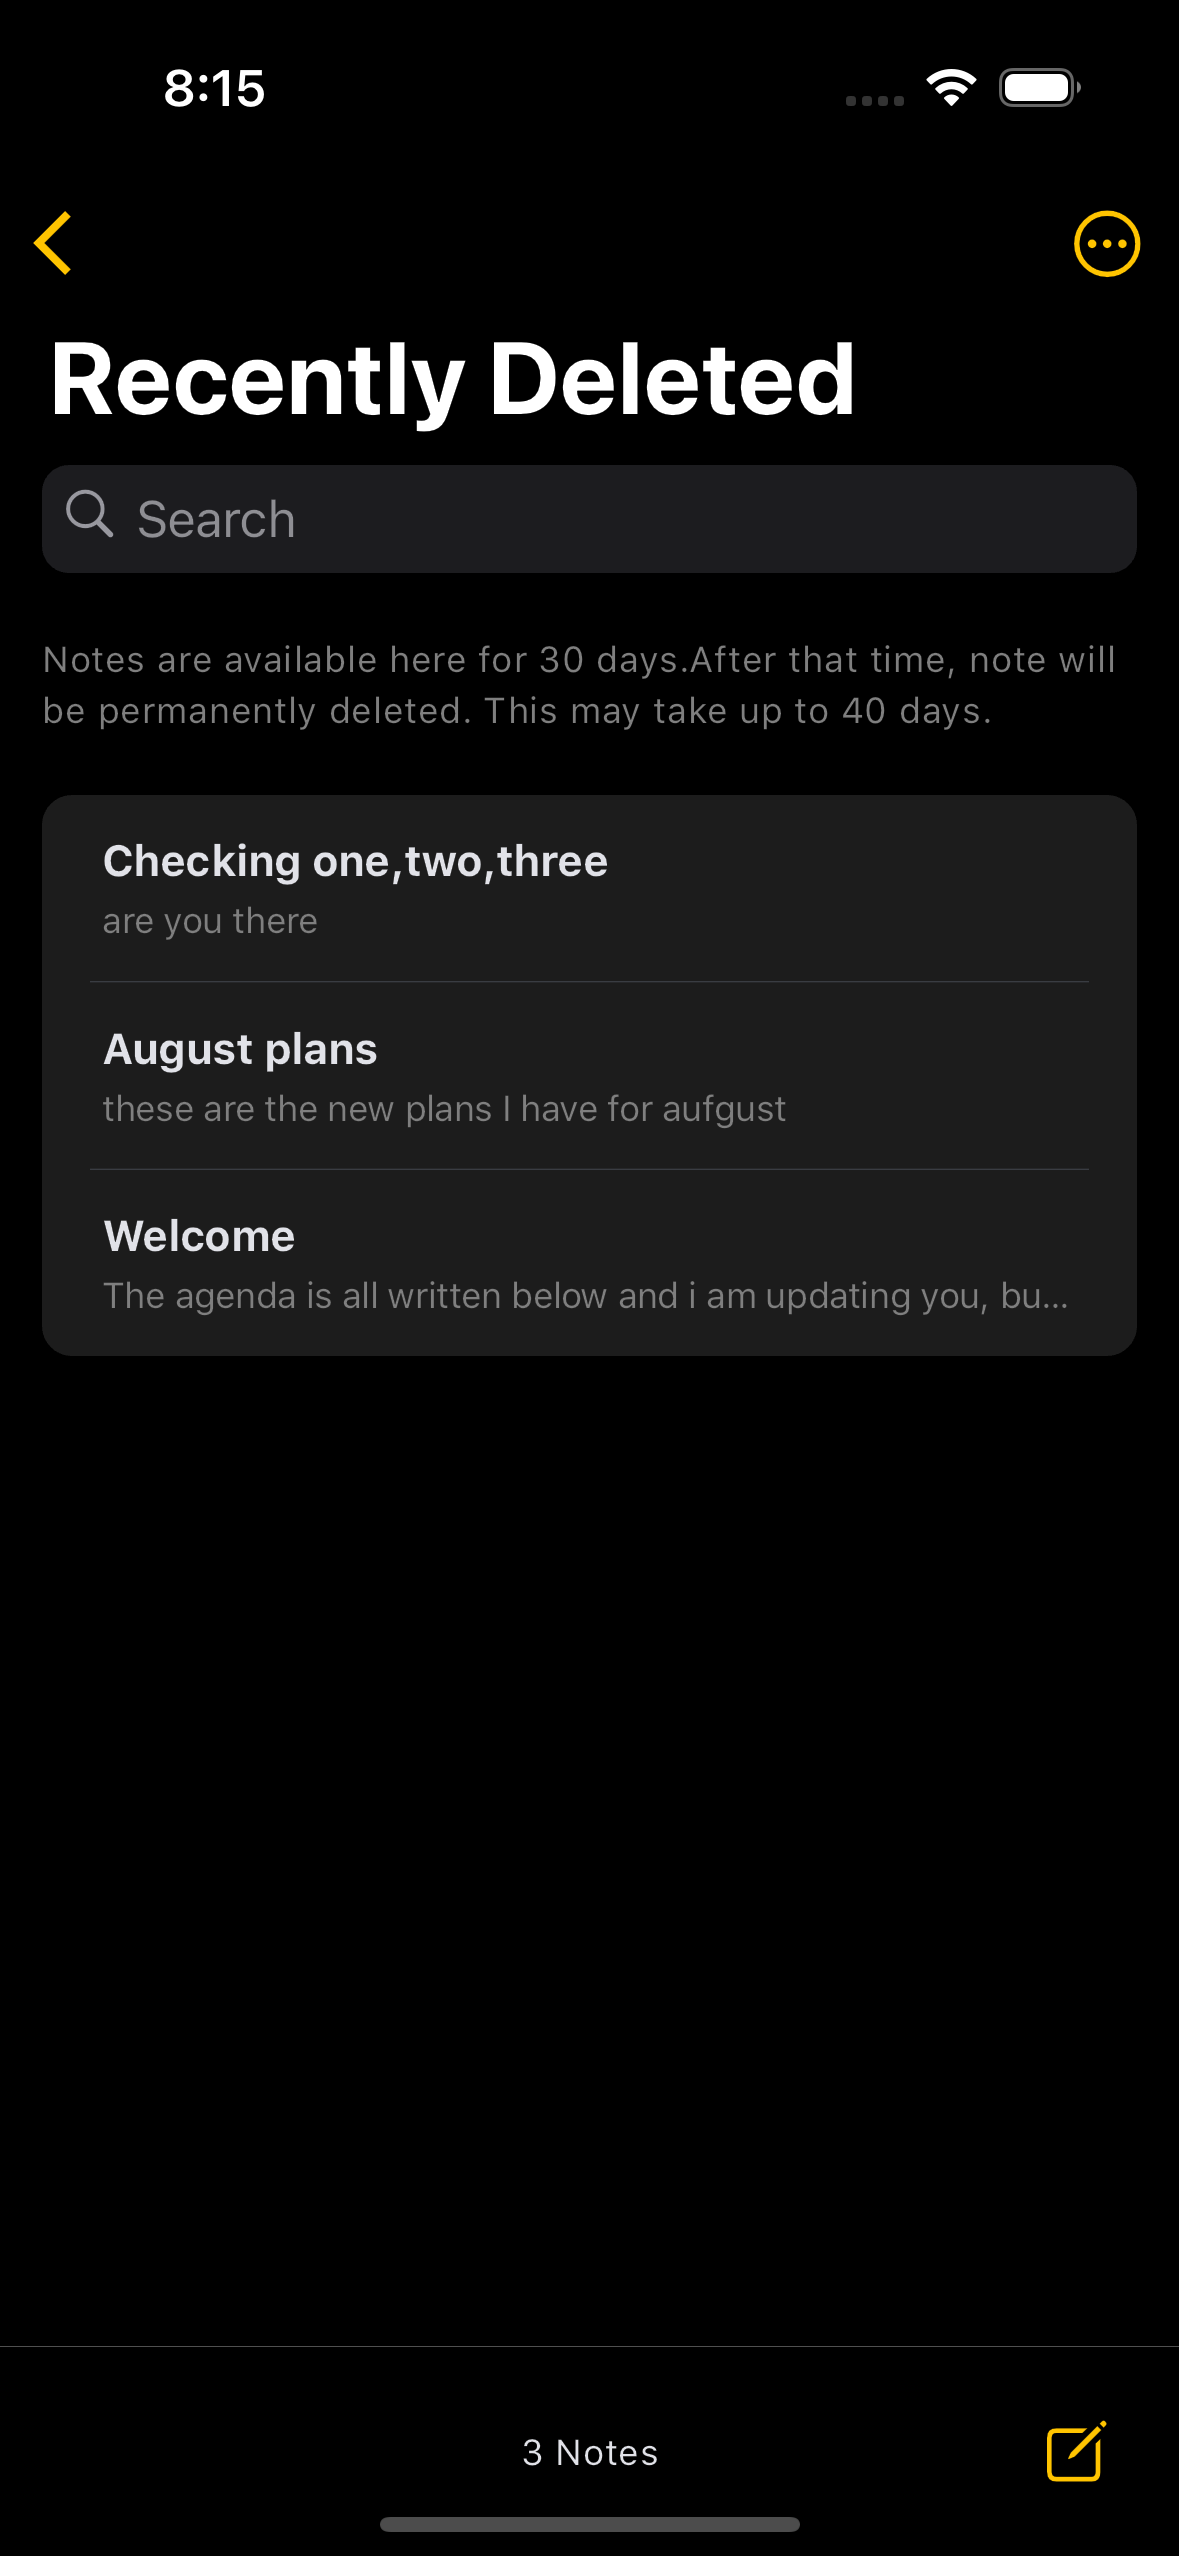 8:15
Recently Deleted
Search
Notes are available here for 30 days.After that time, note will
be permanently deleted. This may take up to 40 days.
Checking one,two,three
are you there
August plans
these are the new plans I have for aufgust
Welcome
The agenda is all written below and i am updating you, bu...
3 Notes